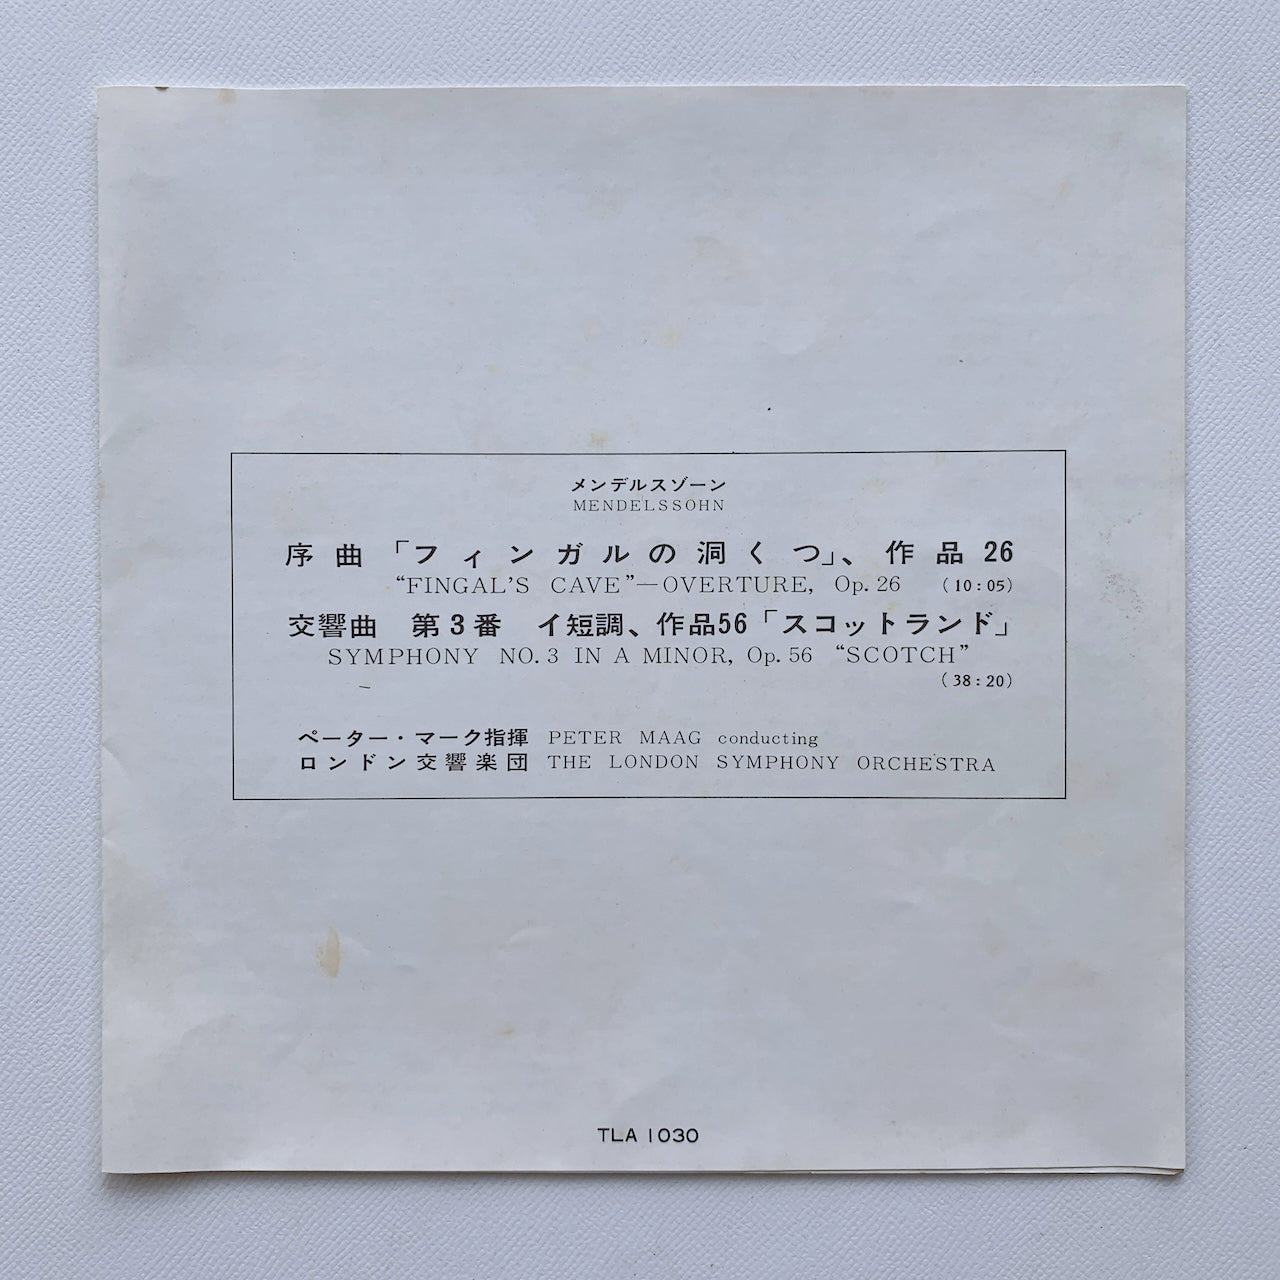 メンデルスゾーン
MENDELSSOHN
序曲「フィンガルの洞くつ」、作品26
“FINGAL'S CAVE”—OVERTURE, Op. 26 (10:05)
交響曲 第3番 イ短調、作品56「スコットランド」
SYMPHONY NO. 3 IN A MINOR, Op. 56 “SCOTCH”
(38:20)
ペーター・マーク指揮 PETER MAAG conducting
ロンドン交響楽団 THE LONDON SYMPHONY ORCHESTRA
TLA 1030